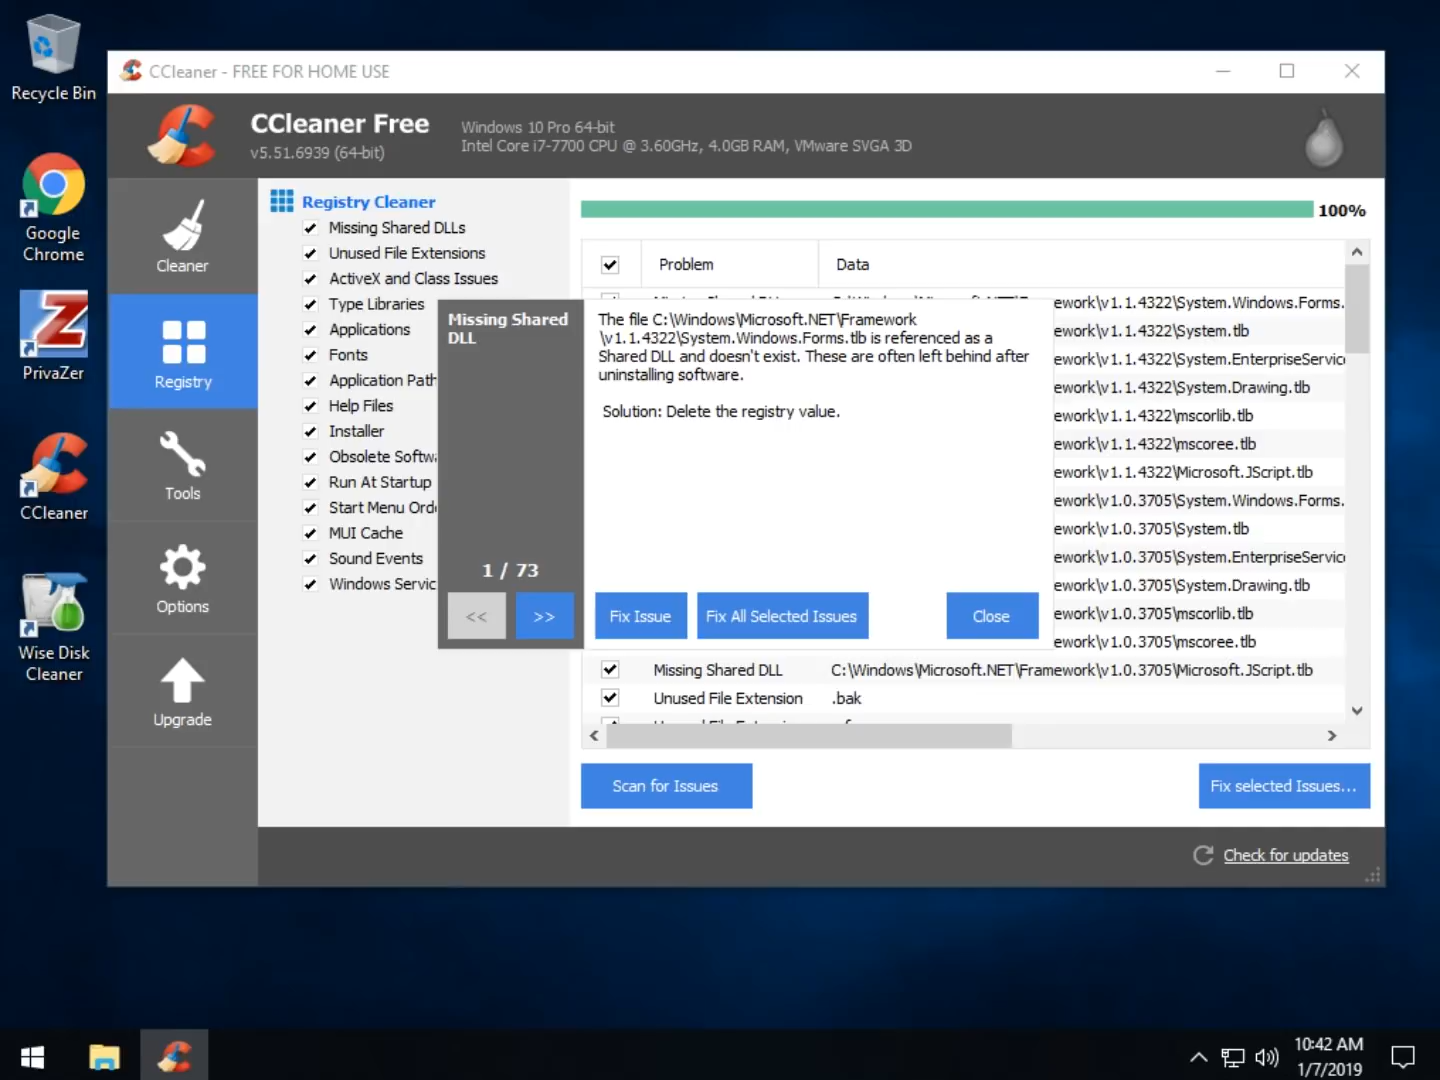 Recycle Bin
Google
Chrome
PrivaZer
CCleaner
Wise Disk
Cleaner
CCleaner - FREE FOR HOME USE
CCleaner Free
v5.51.6939 (64-bit)
Windows 10 Pro 64-bit
Intel Core i7-7700 CPU @ 3.60GHz, 4.0GB RAM, VMware SVGA 3D
Cleaner
Registry
Tools
Options
Upgrade
Registry Cleaner
Missing Shared DLLs
Unused File Extensions
ActiveX and Class Issues
Type Libraries
Applications
Fonts
Application Path
Help Files
Installer
Obsolete Softw
Run At Startup
Start Menu Ord
MUI Cache
Sound Events
Windows Servic
100%
Problem Data
ework\v1.1.4322\System.Windows.Forms.
ework\v1.1.4322\System.tlb
ework\v1.1.4322\System.EnterpriseService
ework\v1.1.4322\System.Drawing.tlb
ework\v1.1.4322\mscorlib.tlb
ework\v1.1.4322\mscoree.tlb
ework\v1.1.4322\Microsoft.JScript.tlb
ework\v1.0.3705\System.Windows.Forms.
ework\v1.0.3705\System.tlb
ework\v1.0.3705\System.EnterpriseService
ework\v1.0.3705\System.Drawing.tlb
ework\v1.0.3705\mscorlib.tlb
ework\v1.0.3705\mscoree.tlb
Missing Shared DLL C:\Windows\Microsoft.NET\Framework\v1.0.3705\Microsoft.JScript.tlb
Unused File Extension .bak
Missing Shared
DLL
1 / 73
<< >>
The file C:\Windows\Microsoft.NET\Framework
\v1.1.4322\System.Windows.Forms.tlb is referenced as a
Shared DLL and doesn't exist. These are often left behind after
uninstalling software.
Solution: Delete the registry value.
Fix Issue
Fix All Selected Issues
Close
Scan for Issues
Fix selected Issues...
Check for updates
10:42 AM
1/7/2019